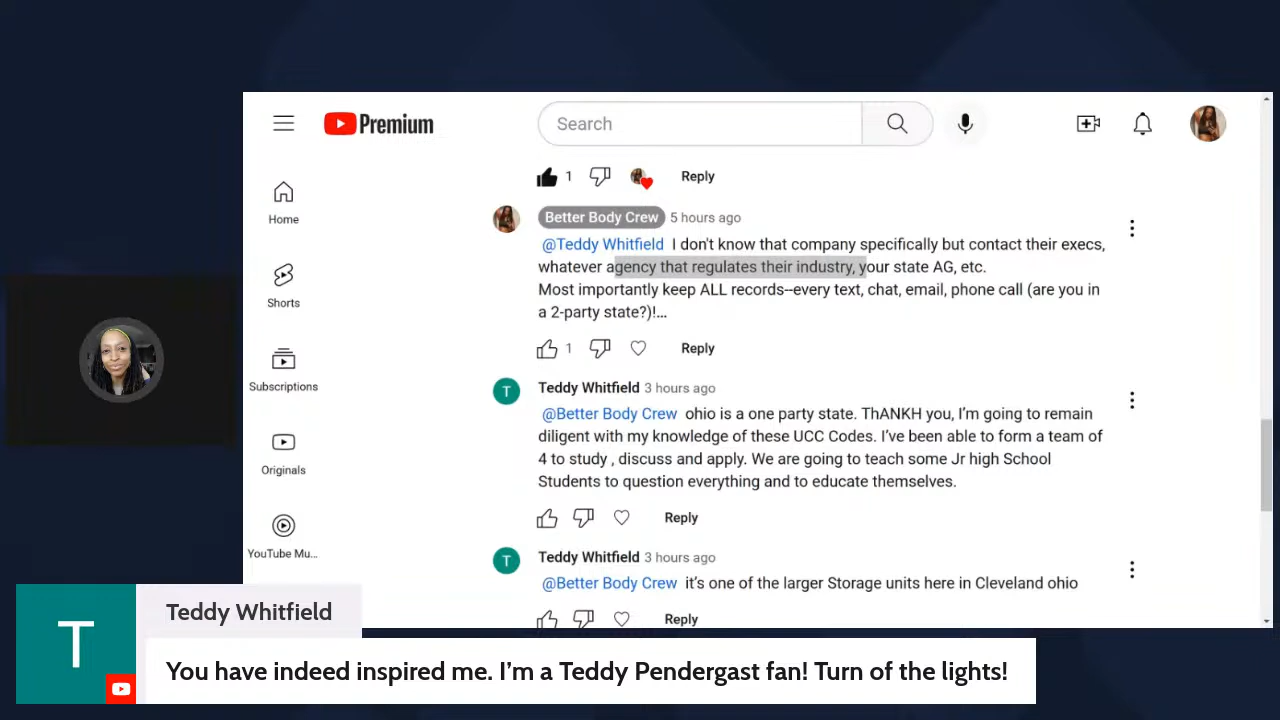 Premium
Search
Home
Shorts
Subscriptions
Originals
YouTube Mu...
1 Reply
Better Body Crew 5 hours ago
@Teddy Whitfield I don't know that company specifically but contact their execs,
whatever agency that regulates their industry, your state AG, etc.
Most importantly keep ALL records--every text, chat, email, phone call (are you in
a 2-party state?)!...
1 Reply
T
Teddy Whitfield 3 hours ago
@Better Body Crew ohio is a one party state. ThANKH you, I'm going to remain
diligent with my knowledge of these UCC Codes. I've been able to form a team of
4 to study , discuss and apply. We are going to teach some Jr high School
Students to question everything and to educate themselves.
Reply
T
Teddy Whitfield 3 hours ago
@Better Body Crew it's one of the larger Storage units here in Cleveland ohio
Reply
T
Teddy Whitfield
You have indeed inspired me. I'm a Teddy Pendergast fan! Turn of the lights!